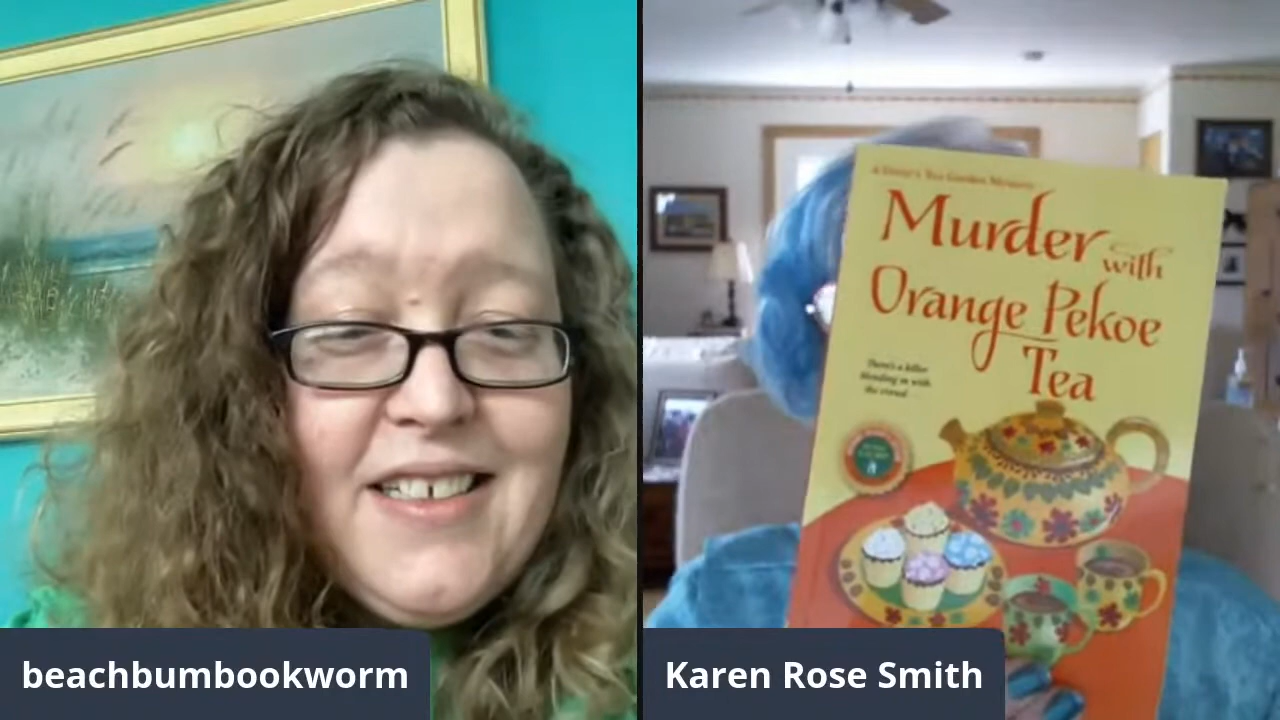 A Daisy's Tea Garden Mystery
Murder
with
Orange Pekoe
Tea
There's a killer
blending in with
the crowd
beachbumbookworm
Karen Rose Smith